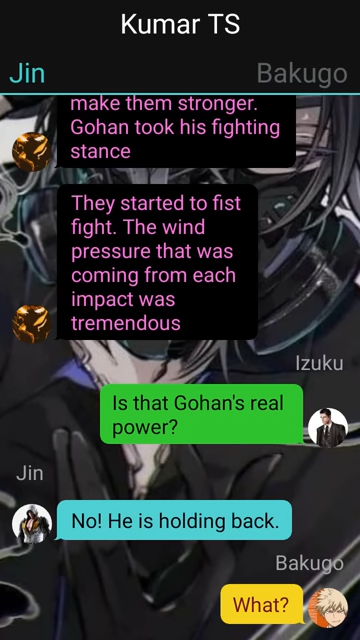 Kumar TS
Jin
Bakugo
make them stronger.
Gohan took his fighting
stance
They started to fist
fight. The wind
pressure that was
coming from each
impact was
tremendous
Izuku
Is that Gohan's real
power?
Jin
No! He is holding back.
Bakugo
What?